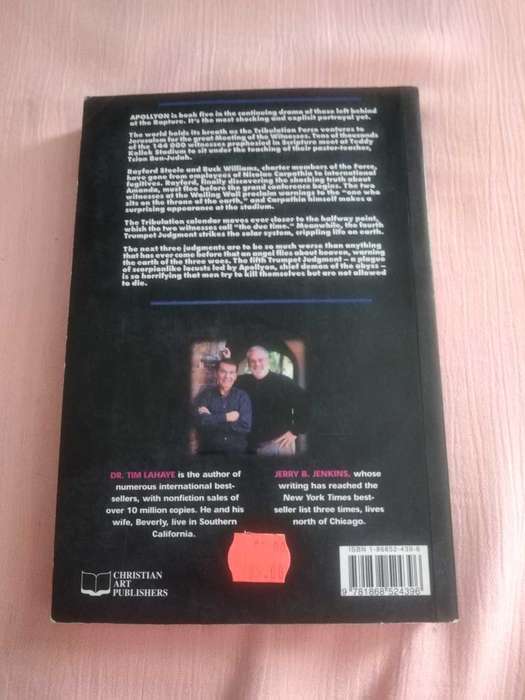 APOLLYON is book five in the continuing drama of those left behind
at the Rapture. It's the most shocking and explicit portrayal yet.
The world holds its breath as the Tribulation Force ventures to
Jerusalem for the great Meeting of the Witnesses. Tens of thousands
of the 144 000 witnesses prophesied in Scripture meet at Teddy
Kollek Stadium to sit under the teaching of their pastor-teacher,
Tsion Ben-Judah.
Rayford Steele and Buck Williams, charter members of the Force,
have gone from employees of Nicolae Carpathia to international
fugitives. Rayford, finally discovering the shocking truth about
Amanda, must flee before the grand conference begins. The two
witnesses at the Wailing Wall proclaim warnings to the "one who
sits on the throne of the earth," and Carpathia himself makes a
surprising appearance at the stadium.
The Tribulation calendar moves ever closer to the halfway point,
which the two witnesses call "the due time." Meanwhile, the fourth
Trumpet Judgment strikes the solar system, crippling life on earth.
The next three judgments are to be so much worse than anything
that has ever come before that an angel flies about heaven, warning
the earth of the three woes. The fifth Trumpet Judgment – a plague
of scorpionlike locusts led by Apollyon, chief demon of the abyss –
is so horrifying that men try to kill themselves but are not allowed
to die.
DR. TIM LAHAYE is the author of
numerous international best-
sellers, with nonfiction sales of
over 10 million copies. He and his
wife, Beverly, live in Southern
California.
JERRY B. JENKINS, whose
writing has reached the
New York Times best-
seller list three times, lives
north of Chicago.
CHRISTIAN
ART
PUBLISHERS
ISBN 1-86852-439-6
9 781868 524396